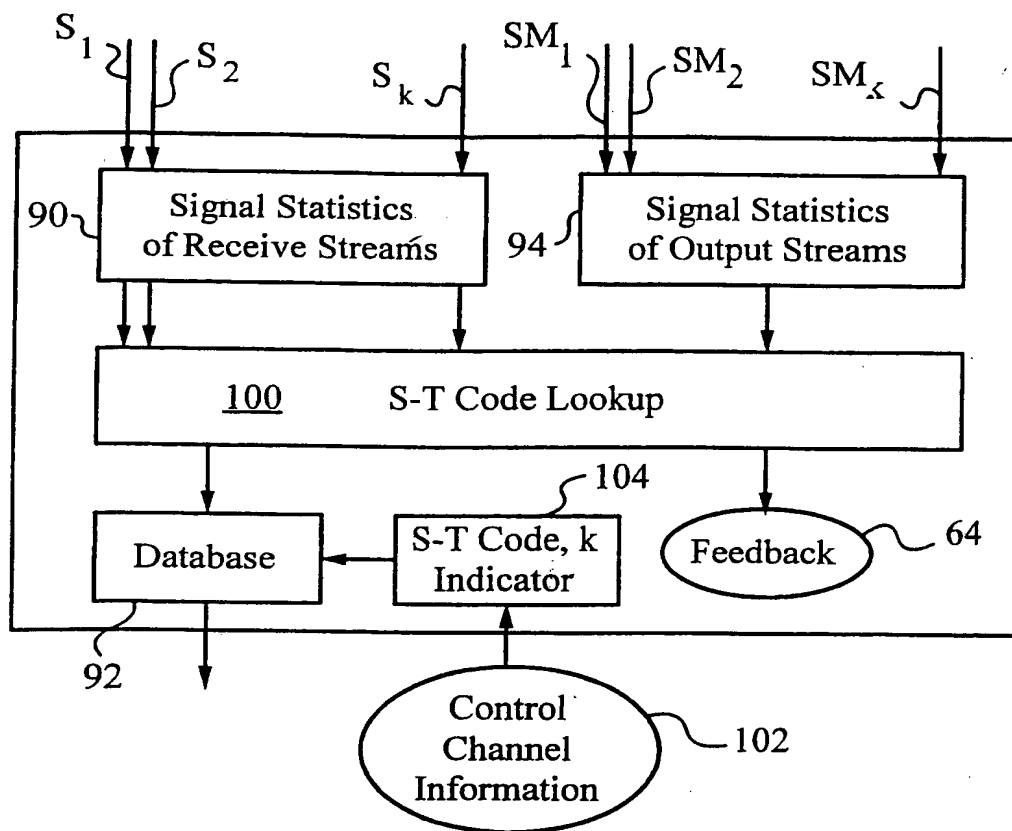 S1 S2 Sk SM1 SM2 SMk
90 Signal Statistics
of Receive Streams
94 Signal Statistics
of Output Streams
100 S-T Code Lookup
104
Database
S-T Code, k
Indicator
Feedback 64
92
Control
Channel
Information
102